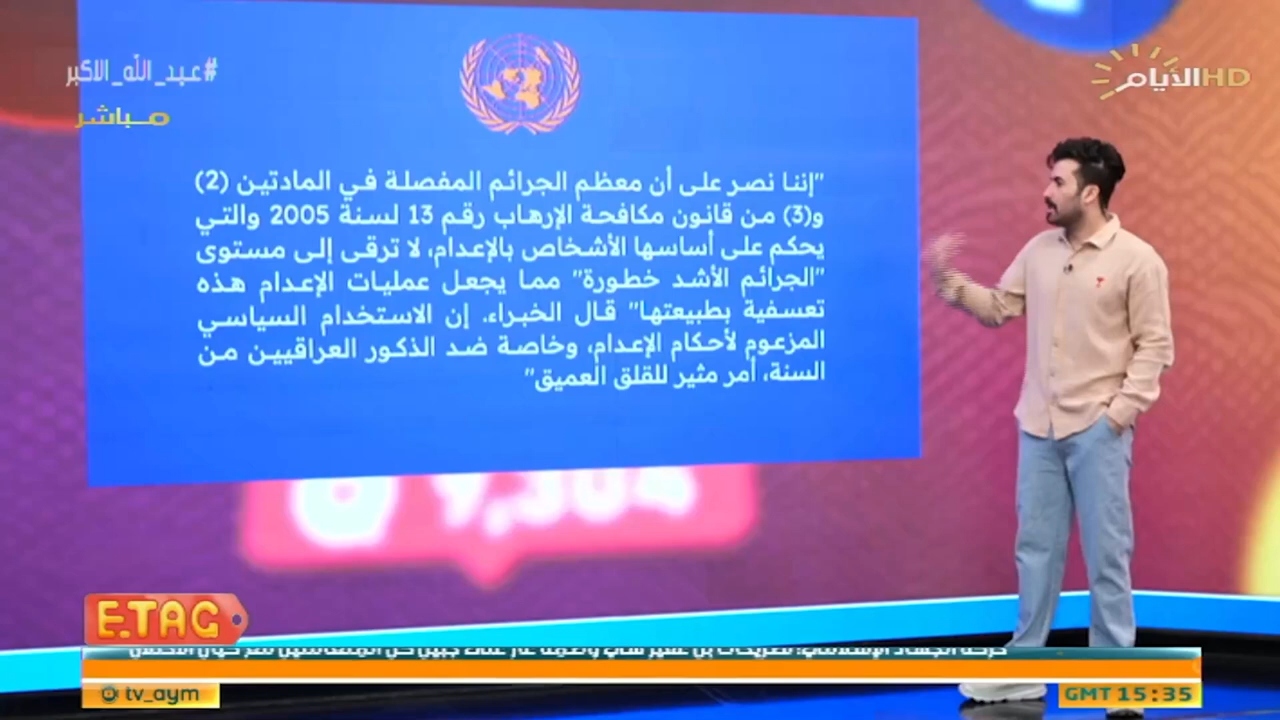 #عبد_الله_الاكبر
مباشر
الأيام HD
"إننا نصر على أن معظم الجرائم المفصلة في المادتين (2)
و(3) من قانون مكافحة الإرهاب رقم 13 لسنة 2005 والتي
يحكم على أساسها الأشخاص بالإعدام، لا ترقى إلى مستوى
"الجرائم الأشد خطورة" مما يجعل عمليات الإعدام هذه
تعسفية بطبيعتها" قال الخبراء. إن الاستخدام السياسي
المزعوم لأحكام الإعدام، وخاصة ضد الذكور العراقيين من
السنة، أمر مثير للقلق العميق"
9,304
E.TAG
tv_aym
GMT 15:35